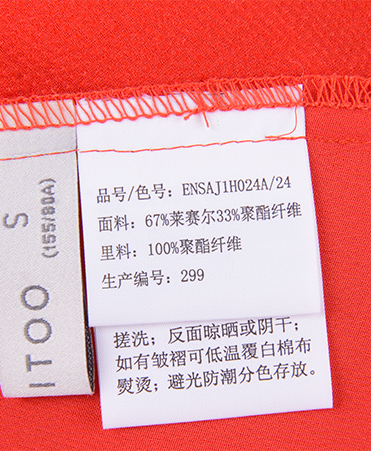 品号/色号: ENSAJ1H024A/24
面料: 67%莱赛尔33%聚酯纤维
里料: 100%聚酯纤维
生产编号: 299
搓洗; 反面晾晒或阴干;
如有皱褶可低温覆白棉布
熨烫; 避光防潮分色存放。
S
(155/80A)
ITOO